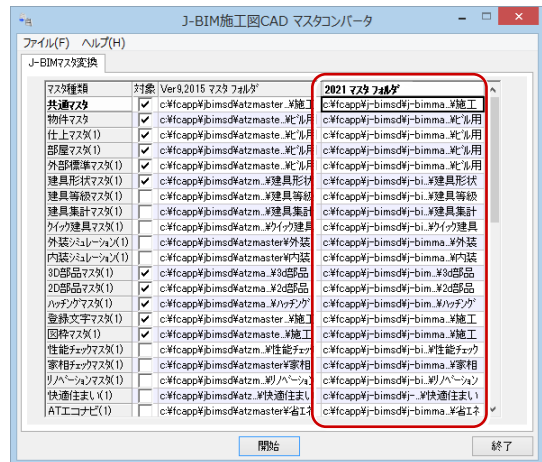 J-BIM施工図CAD マスタコンバータ
ファイル(F) ヘルプ(H)
J-BIMマスタ変換
マスタ種類 対象 Ver9,2015 マスタ フォルダ 2021 マスタ フォルダ
共通マスタ c:¥fcapp¥jbimsd¥atzmaster..¥施工 c:¥fcapp¥j-bimsd¥j-bimma..¥施工
物件マスタ c:¥fcapp¥jbimsd¥atzmaste..¥ビル用 c:¥fcapp¥j-bimsd¥j-bimma..¥ビル用
仕上マスタ(1) c:¥fcapp¥jbimsd¥atzmaste..¥ビル用 c:¥fcapp¥j-bimsd¥j-bimma..¥ビル用
部屋マスタ(1) c:¥fcapp¥jbimsd¥atzmaste..¥ビル用 c:¥fcapp¥j-bimsd¥j-bimma..¥ビル用
外部標準マスタ(1) c:¥fcapp¥jbimsd¥atzmaste..¥ビル用 c:¥fcapp¥j-bimsd¥j-bimma..¥ビル用
建具形状マスタ(1) c:¥fcapp¥jbimsd¥atzm..¥建具形状 c:¥fcapp¥j-bimsd¥j-bi..¥建具形状
建具等級マスタ(1) c:¥fcapp¥jbimsd¥atzm..¥建具等級 c:¥fcapp¥j-bimsd¥j-bi..¥建具等級
建具集計マスタ(1) c:¥fcapp¥jbimsd¥atzm..¥建具集計 c:¥fcapp¥j-bimsd¥j-bi..¥建具集計
クイック建具マスタ(1) c:¥fcapp¥jbimsd¥atzm..¥クイック建具 c:¥fcapp¥j-bimsd¥j-bi..¥クイック建具
外装シミュレーション(1) c:¥fcapp¥jbimsd¥atzmaster¥外装 c:¥fcapp¥j-bimsd¥j-bimma..¥外装
内装シミュレーション(1) c:¥fcapp¥jbimsd¥atzmaster¥内装 c:¥fcapp¥j-bimsd¥j-bimma..¥内装
3D部品マスタ(1) c:¥fcapp¥jbimsd¥atzma..¥3d部品 c:¥fcapp¥j-bimsd¥j-bim..¥3d部品
2D部品マスタ(1) c:¥fcapp¥jbimsd¥atzma..¥2d部品 c:¥fcapp¥j-bimsd¥j-bim..¥2d部品
ハッチングマスタ(1) c:¥fcapp¥jbimsd¥atzma..¥ハッチング c:¥fcapp¥j-bimsd¥j-bim..¥ハッチング
登録文字マスタ(1) c:¥fcapp¥jbimsd¥atzmaster..¥施工 c:¥fcapp¥j-bimsd¥j-bimma..¥施工
図枠マスタ(1) c:¥fcapp¥jbimsd¥atzmaste..¥施工 c:¥fcapp¥j-bimsd¥j-bimma..¥施工
性能チェックマスタ(1) c:¥fcapp¥jbimsd¥atzm..¥性能チェック c:¥fcapp¥j-bimsd¥j-bi..¥性能チェック
家相チェックマスタ(1) c:¥fcapp¥jbimsd¥atzmaster¥家相 c:¥fcapp¥j-bimsd¥j-bimma..¥家相
リノベーションマスタ(1) c:¥fcapp¥jbimsd¥atzm..¥リノベーション c:¥fcapp¥j-bimsd¥j-bi..¥リノベーション
快適住まい(1) c:¥fcapp¥jbimsd¥atz..¥快適住まい c:¥fcapp¥j-bimsd¥j-..¥快適住まい
ATエコナビ(1) c:¥fcapp¥jbimsd¥atzmaster¥省エネ c:¥fcapp¥j-bimsd¥j-bimma..¥省エネ
開始 終了